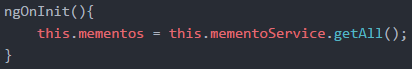 ngOnInit(){
    this.mementos = this.mementoService.getAll();
}